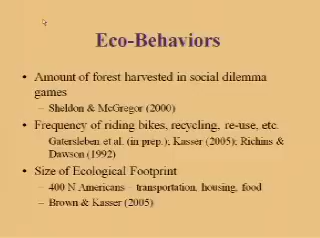 Eco-Behaviors
• Amount of forest harvested in social dilemma
games
– Sheldon & McGregor (2000)
• Frequency of riding bikes, recycling, re-use, etc.
Gatersleben et al. (in prep.); Kasser (2005); Richins &
Dawson (1992)
• Size of Ecological Footprint
– 400 N Americans – transportation, housing, food
– Brown & Kasser (2005)